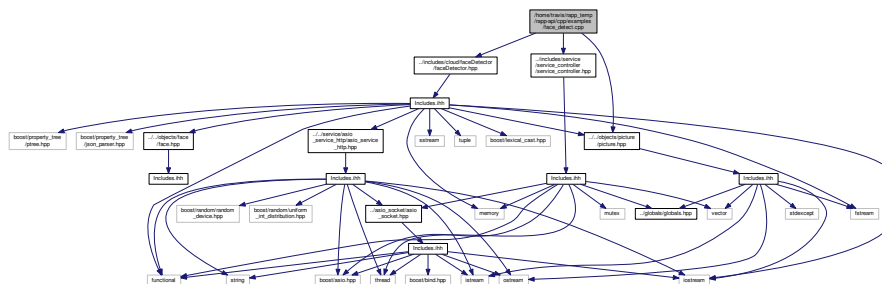 /home/travis/rapp_temp
/rapp-api/cpp/examples
/face_detect.cpp
../includes/cloud/faceDetector
/faceDetector.hpp
../includes/service
/service_controller
/service_controller.hpp
Includes.ihh
boost/property_tree
/ptree.hpp
boost/property_tree
/json_parser.hpp
../../objects/face
/face.hpp
../../service/asio
_service_http/asio_service
_http.hpp
sstream
tuple
boost/lexical_cast.hpp
../../objects/picture
/picture.hpp
Includes.ihh
Includes.ihh
Includes.ihh
Includes.ihh
boost/random/random
_device.hpp
boost/random/uniform
_int_distribution.hpp
../asio_socket/asio
_socket.hpp
memory
mutex
../globals/globals.hpp
vector
stdexcept
fstream
Includes.ihh
functional
string
boost/asio.hpp
thread
boost/bind.hpp
istream
ostream
iostream